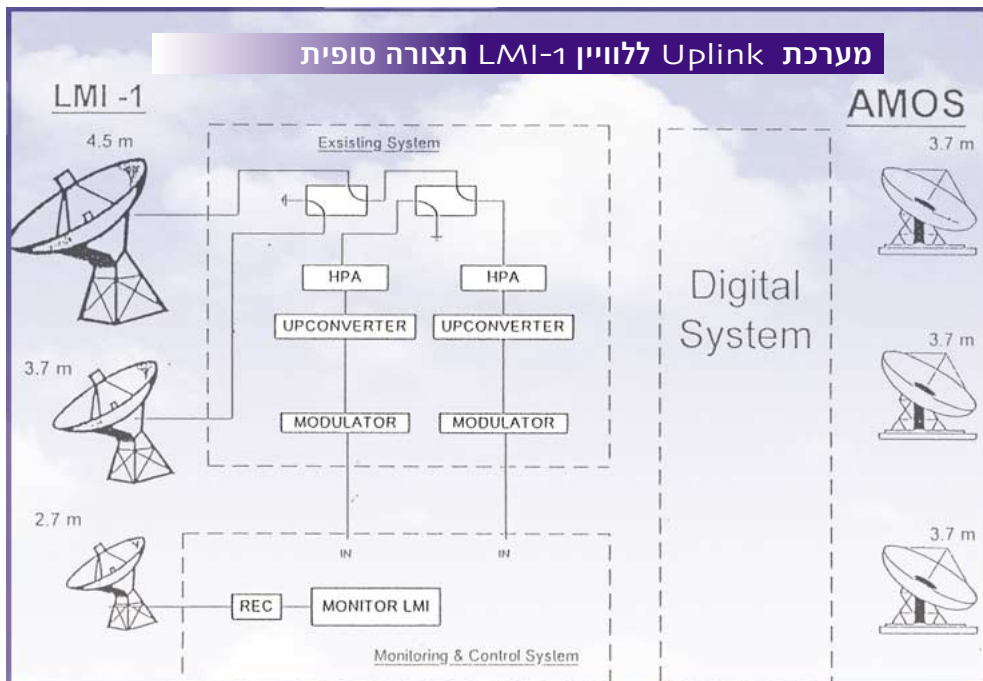 מערכת Uplink ללוויין LMI-1 תצורה סופית
LMI -1
AMOS
4.5 m
Exsisting System
3.7 m
HPA
HPA
Digital
System
UPCONVERTER
UPCONVERTER
3.7 m
3.7 m
MODULATOR
MODULATOR
2.7 m
3.7 m
IN
IN
REC
MONITOR LMI
Monitoring & Control System